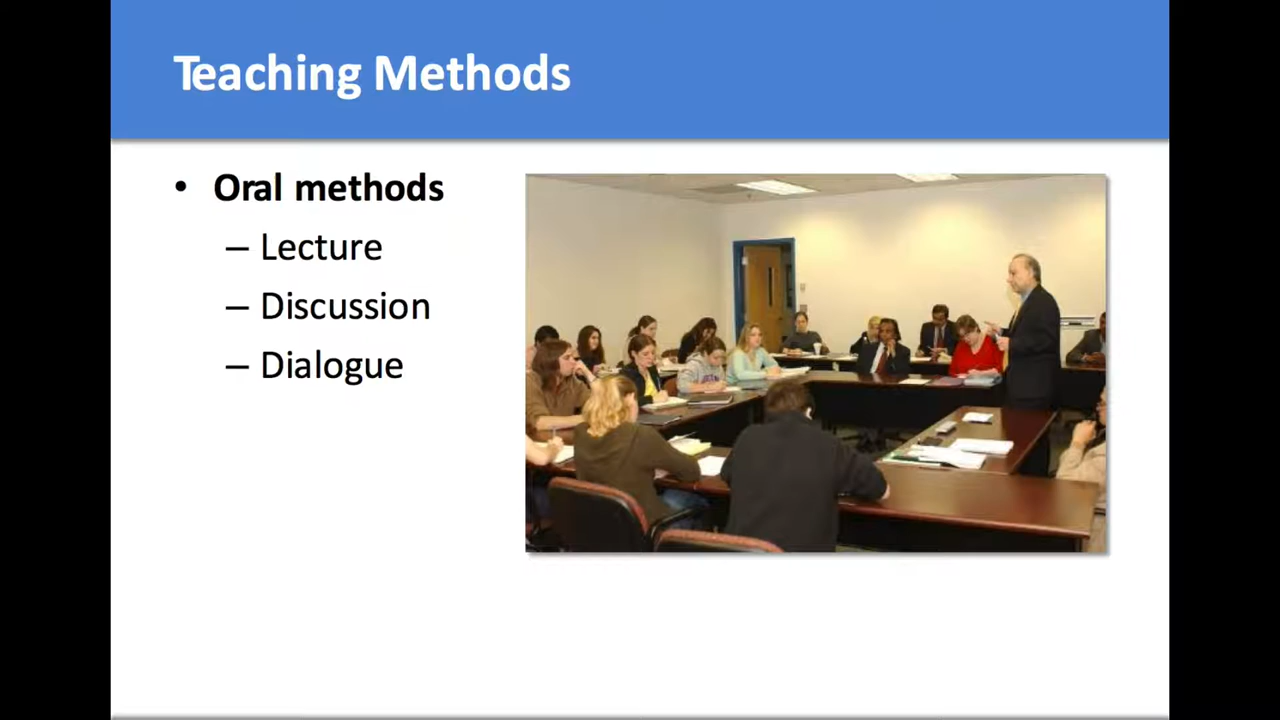 Teaching Methods
• Oral methods
– Lecture
– Discussion
– Dialogue